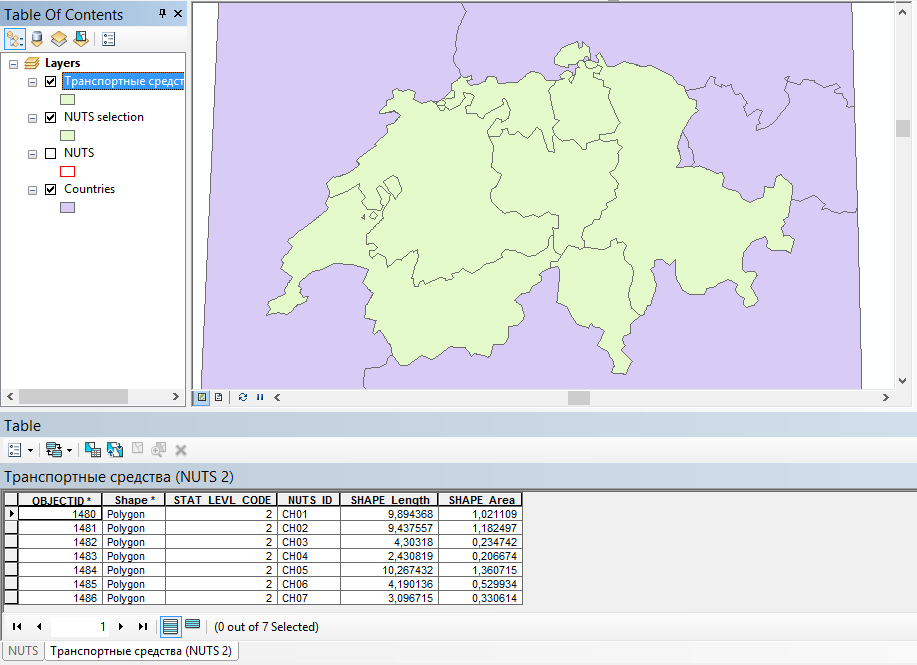 Table Of Contents
Layers
Транспортные средст
NUTS selection
NUTS
Countries
Table
Транспортные средства (NUTS 2)
OBJECTID * Shape * STAT_LEVL_CODE NUTS_ID SHAPE_Length SHAPE_Area
1480 Polygon 2 CH01 9,894368 1,021109
1481 Polygon 2 CH02 9,437557 1,182497
1482 Polygon 2 CH03 4,30318 0,234742
1483 Polygon 2 CH04 2,430819 0,206674
1484 Polygon 2 CH05 10,267432 1,360715
1485 Polygon 2 CH06 4,190136 0,529934
1486 Polygon 2 CH07 3,096715 0,330614
1 (0 out of 7 Selected)
NUTS Транспортные средства (NUTS 2)